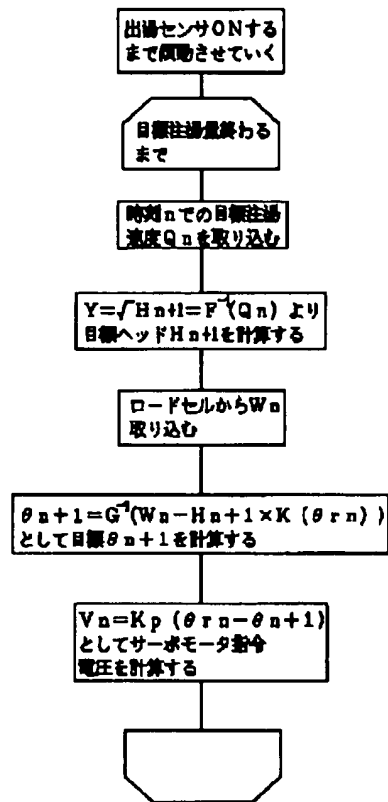 出湯センサONする
まで傾動させていく
目標注湯量終わる
まで
時刻nでの目標注湯
速度Qnを取り込む
Y=√Hn+1=F⁻¹(Qn)より
目標ヘッドHn+1を計算する
ロードセルからWn
取り込む
θn+1=G⁻¹(Wn-Hn+1×K(θrn))
として目標θn+1を計算する
Vn=Kp(θrn-θn+1)
としてサーボモータ指令
電圧を計算する